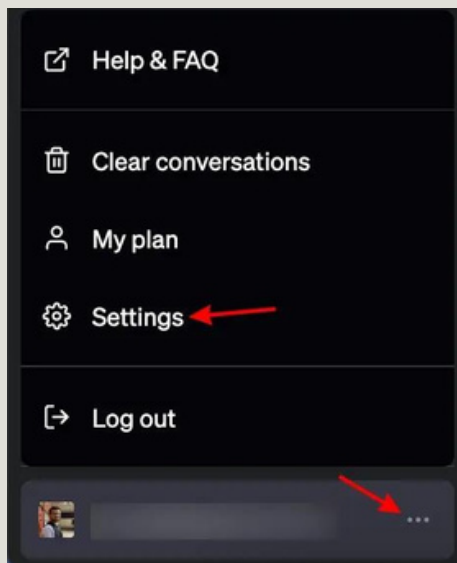 Help & FAQ
Clear conversations
My plan
Settings
Log out
...